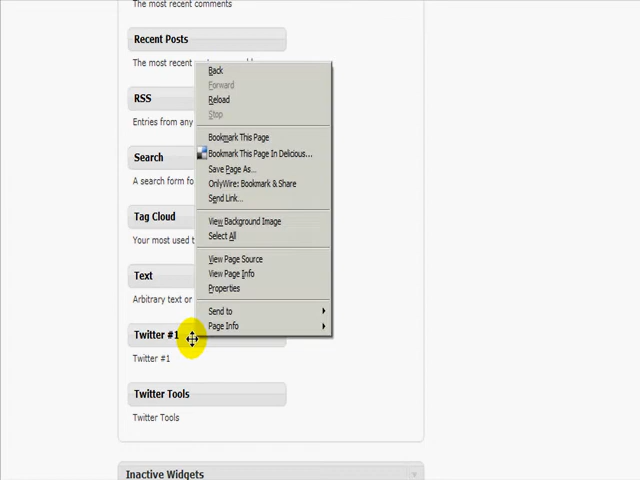 The most recent comments
Recent Posts
The most recent
RSS
Entries from any
Search
A search form fo
Tag Cloud
Your most used t
Text
Arbitrary text or
Twitter #1
Twitter #1
Twitter Tools
Twitter Tools
Inactive Widgets
Back
Forward
Reload
Stop
Bookmark This Page
Bookmark This Page In Delicious...
Save Page As...
OnlyWire: Bookmark & Share
Send Link...
View Background Image
Select All
View Page Source
View Page Info
Properties
Send to
Page Info